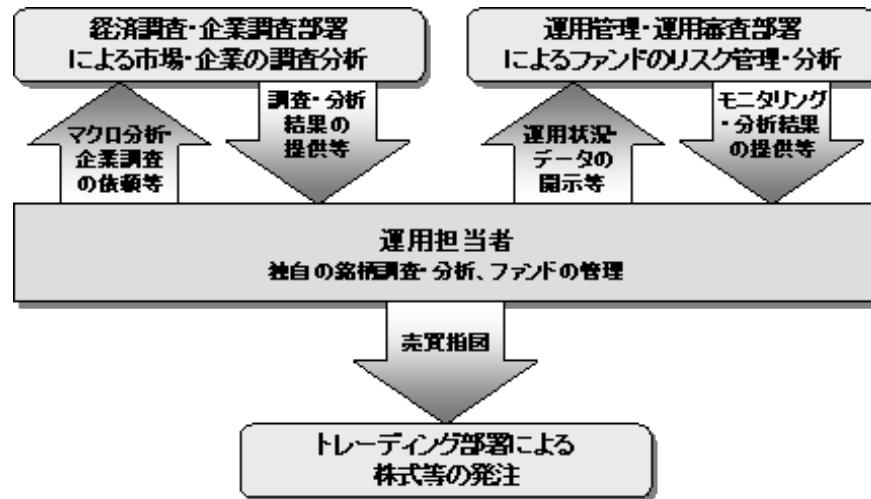 経済調査・企業調査部署
による市場・企業の調査分析
運用管理・運用審査部署
によるファンドのリスク管理・分析
マクロ分析・
企業調査
の依頼等
調査・分析
結果の
提供等
運用状況・
データの
開示等
モニタリング
・分析結果
の提供等
運用担当者
独自の銘柄調査・分析、ファンドの管理
売買指図
トレーディング部署による
株式等の発注